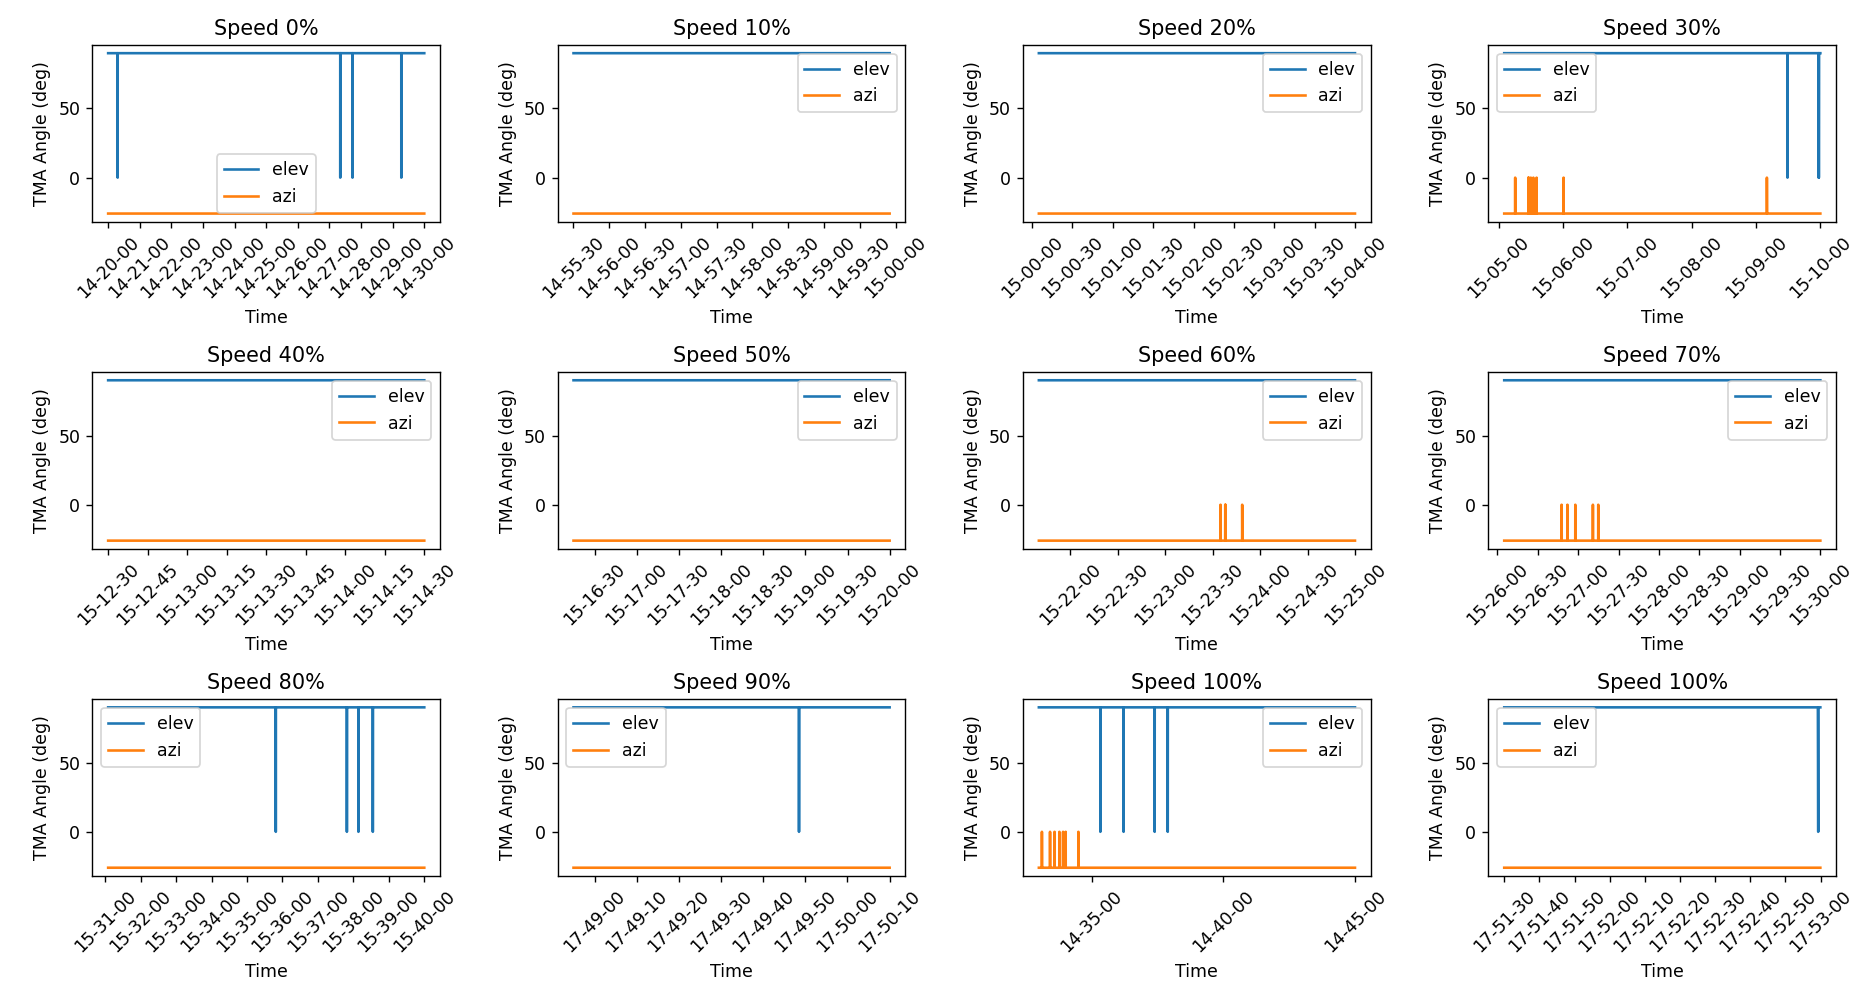 Speed 0%
TMA Angle (deg)
50
0
elev
azi
14-20-00
14-21-00
14-22-00
14-23-00
14-24-00
14-25-00
14-26-00
14-27-00
14-28-00
14-29-00
14-30-00
Time
Speed 10%
TMA Angle (deg)
50
0
elev
azi
14-55-30
14-56-00
14-56-30
14-57-00
14-57-30
14-58-00
14-58-30
14-59-00
14-59-30
15-00-00
Time
Speed 20%
TMA Angle (deg)
50
0
elev
azi
15-00-00
15-00-30
15-01-00
15-01-30
15-02-00
15-02-30
15-03-00
15-03-30
15-04-00
Time
Speed 30%
TMA Angle (deg)
50
0
elev
azi
15-05-00
15-06-00
15-07-00
15-08-00
15-09-00
15-10-00
Time
Speed 40%
TMA Angle (deg)
50
0
elev
azi
15-12-30
15-12-45
15-13-00
15-13-15
15-13-30
15-13-45
15-14-00
15-14-15
15-14-30
Time
Speed 50%
TMA Angle (deg)
50
0
elev
azi
15-16-30
15-17-00
15-17-30
15-18-00
15-18-30
15-19-00
15-19-30
15-20-00
Time
Speed 60%
TMA Angle (deg)
50
0
elev
azi
15-22-00
15-22-30
15-23-00
15-23-30
15-24-00
15-24-30
15-25-00
Time
Speed 70%
TMA Angle (deg)
50
0
elev
azi
15-26-00
15-26-30
15-27-00
15-27-30
15-28-00
15-28-30
15-29-00
15-29-30
15-30-00
Time
Speed 80%
TMA Angle (deg)
50
0
elev
azi
15-31-00
15-32-00
15-33-00
15-34-00
15-35-00
15-36-00
15-37-00
15-38-00
15-39-00
15-40-00
Time
Speed 90%
TMA Angle (deg)
50
0
elev
azi
17-49-00
17-49-10
17-49-20
17-49-30
17-49-40
17-49-50
17-50-00
17-50-10
Time
Speed 100%
TMA Angle (deg)
50
0
elev
azi
14-35-00
14-40-00
14-45-00
Time
Speed 100%
TMA Angle (deg)
50
0
elev
azi
17-51-30
17-51-40
17-51-50
17-52-00
17-52-10
17-52-20
17-52-30
17-52-40
17-52-50
17-53-00
Time